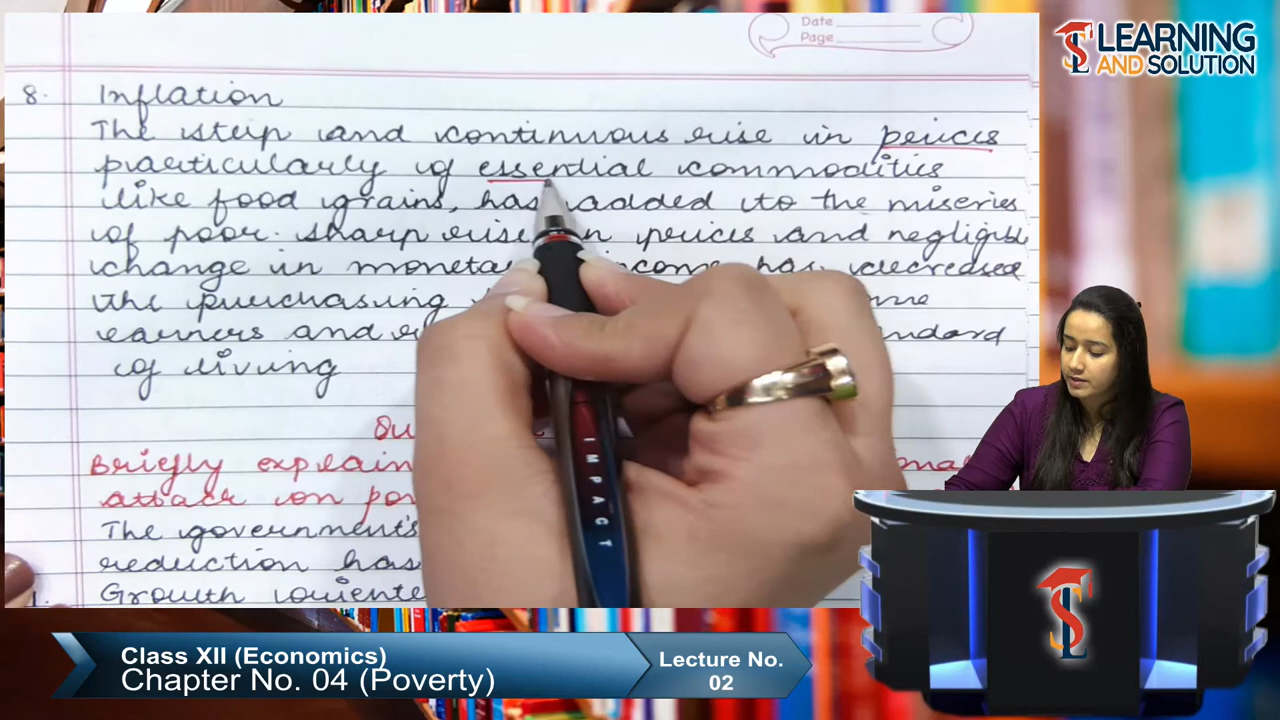 Date
Page
LEARNING
AND SOLUTION
8. Inflation
The steep and continuous rise in prices
particularly of essential commodities
like food grains, has added to the miseries
of poor. Sharp rise in prices and negligible
change in monetary income has decreased
the purchasing
earners and standard
of living
Briefly explain
attack on
The government's
reduction has
Growth oriente
IMPACT
Class XII (Economics)
Chapter No. 04 (Poverty)
Lecture No.
02